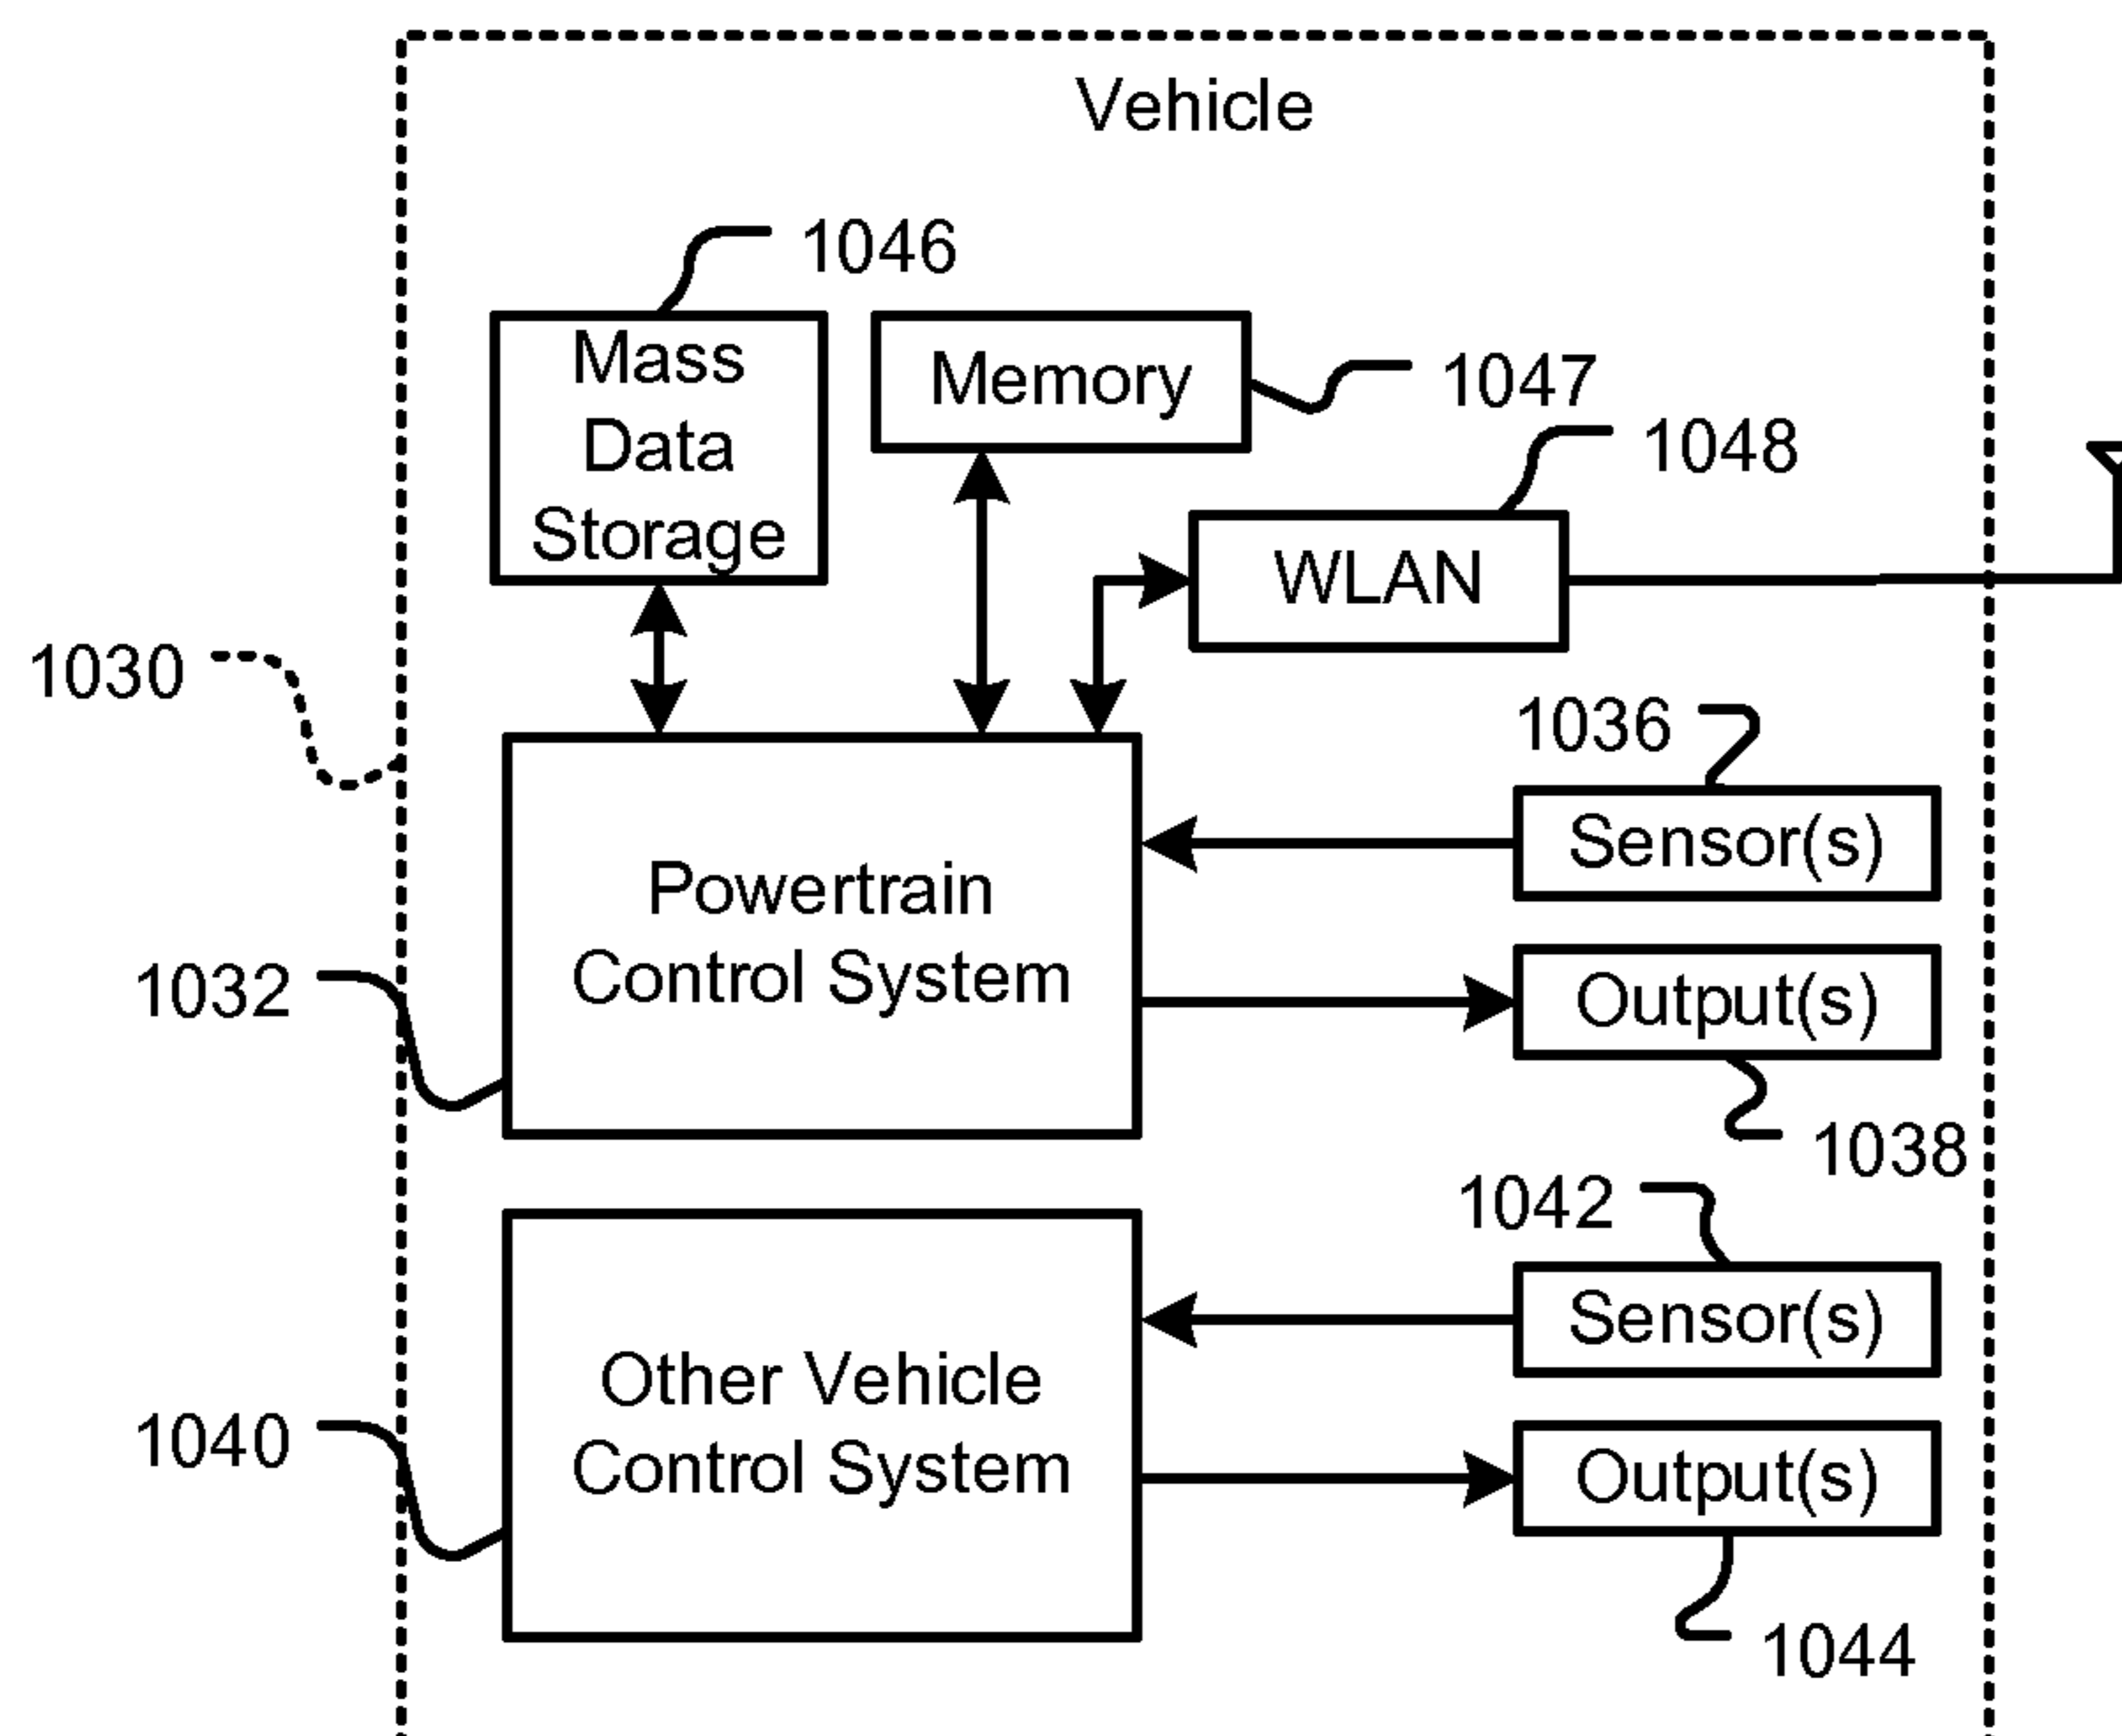 Vehicle
1046
Mass
Data
Storage
Memory
1047
1048
WLAN
1030
1036
Sensor(s)
Powertrain
Control System
1032
Output(s)
1038
1042
Sensor(s)
Other Vehicle
Control System
1040
Output(s)
1044